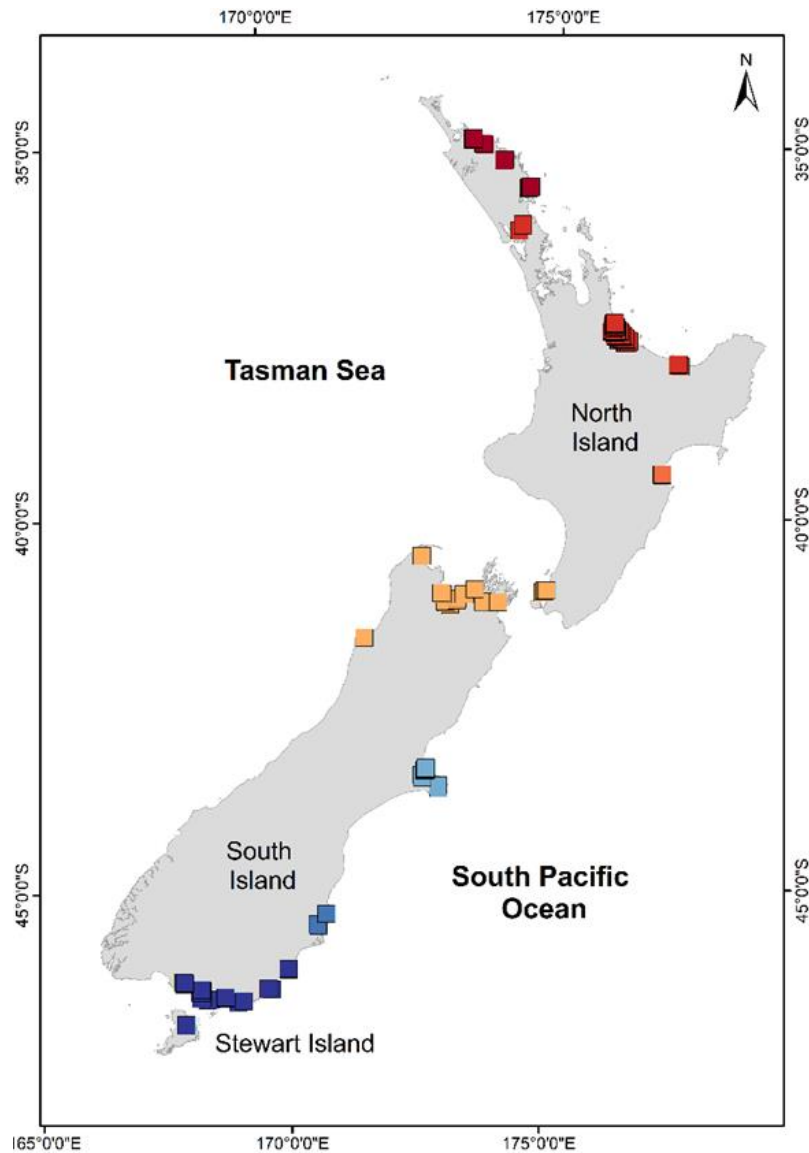 170°0'0"E 175°0'0"E
N
35°0'0"S
35°0'0"S
Tasman Sea
North
Island
40°0'0"S
40°0'0"S
South
Island
South Pacific
Ocean
45°0'0"S
45°0'0"S
Stewart Island
165°0'0"E 170°0'0"E 175°0'0"E